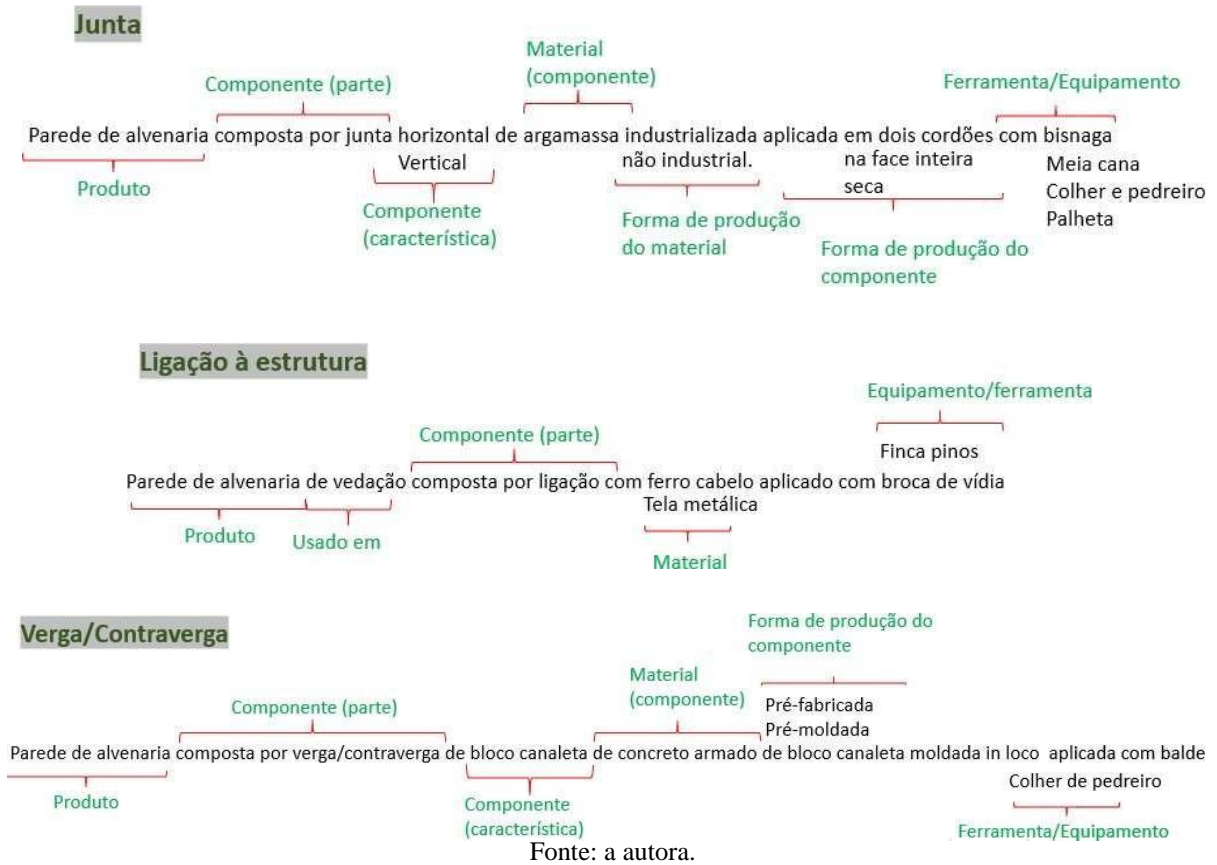 Junta
Material
(componente)
Componente (parte)
Ferramenta/Equipamento
Parede de alvenaria composta por junta horizontal de argamassa industrializada aplicada em dois cordões com bisnaga
Vertical
não industrial.
na face inteira
seca
Meia cana
Colher e pedreiro
Palheta
Produto
Componente
(característica)
Forma de produção
do material
Forma de produção do
componente
Ligação à estrutura
Equipamento/ferramenta
Componente (parte)
Finca pinos
Parede de alvenaria de vedação composta por ligação com ferro cabelo aplicado com broca de vídia
Tela metálica
Produto
Usado em
Material
Verga/Contraverga
Forma de produção do
componente
Material
(componente)
Componente (parte)
Pré-fabricada
Pré-moldada
Parede de alvenaria composta por verga/contraverga de bloco canaleta de concreto armado de bloco canaleta moldada in loco aplicada com balde
Colher de pedreiro
Produto
Componente
(característica)
Ferramenta/Equipamento
Fonte: a autora.